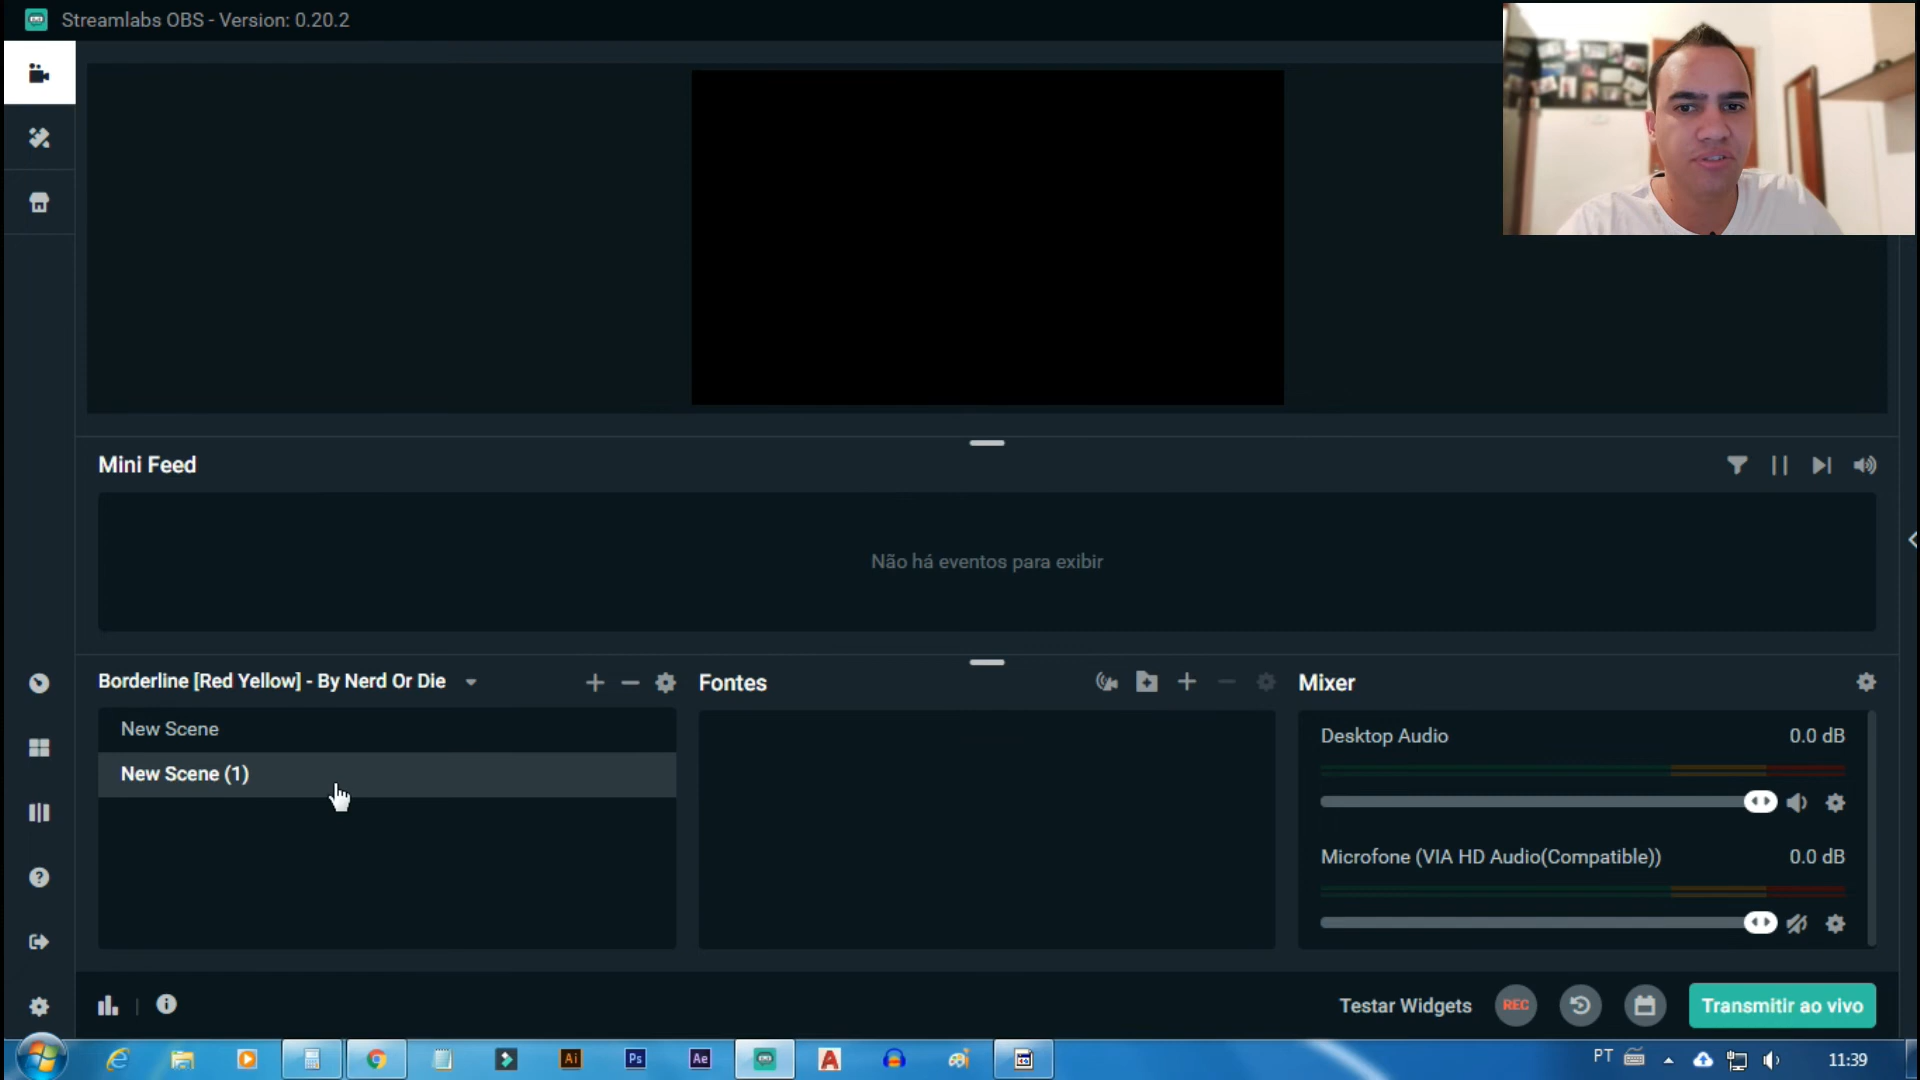 Streamlabs OBS - Version: 0.20.2
Mini Feed
Não há eventos para exibir
Borderline [Red Yellow] - By Nerd Or Die
New Scene
New Scene (1)
Fontes
Mixer
Desktop Audio 0.0 dB
Microfone (VIA HD Audio(Compatible)) 0.0 dB
Testar Widgets
REC
Transmitir ao vivo
Ai
Ps
Ae
PT
11:39